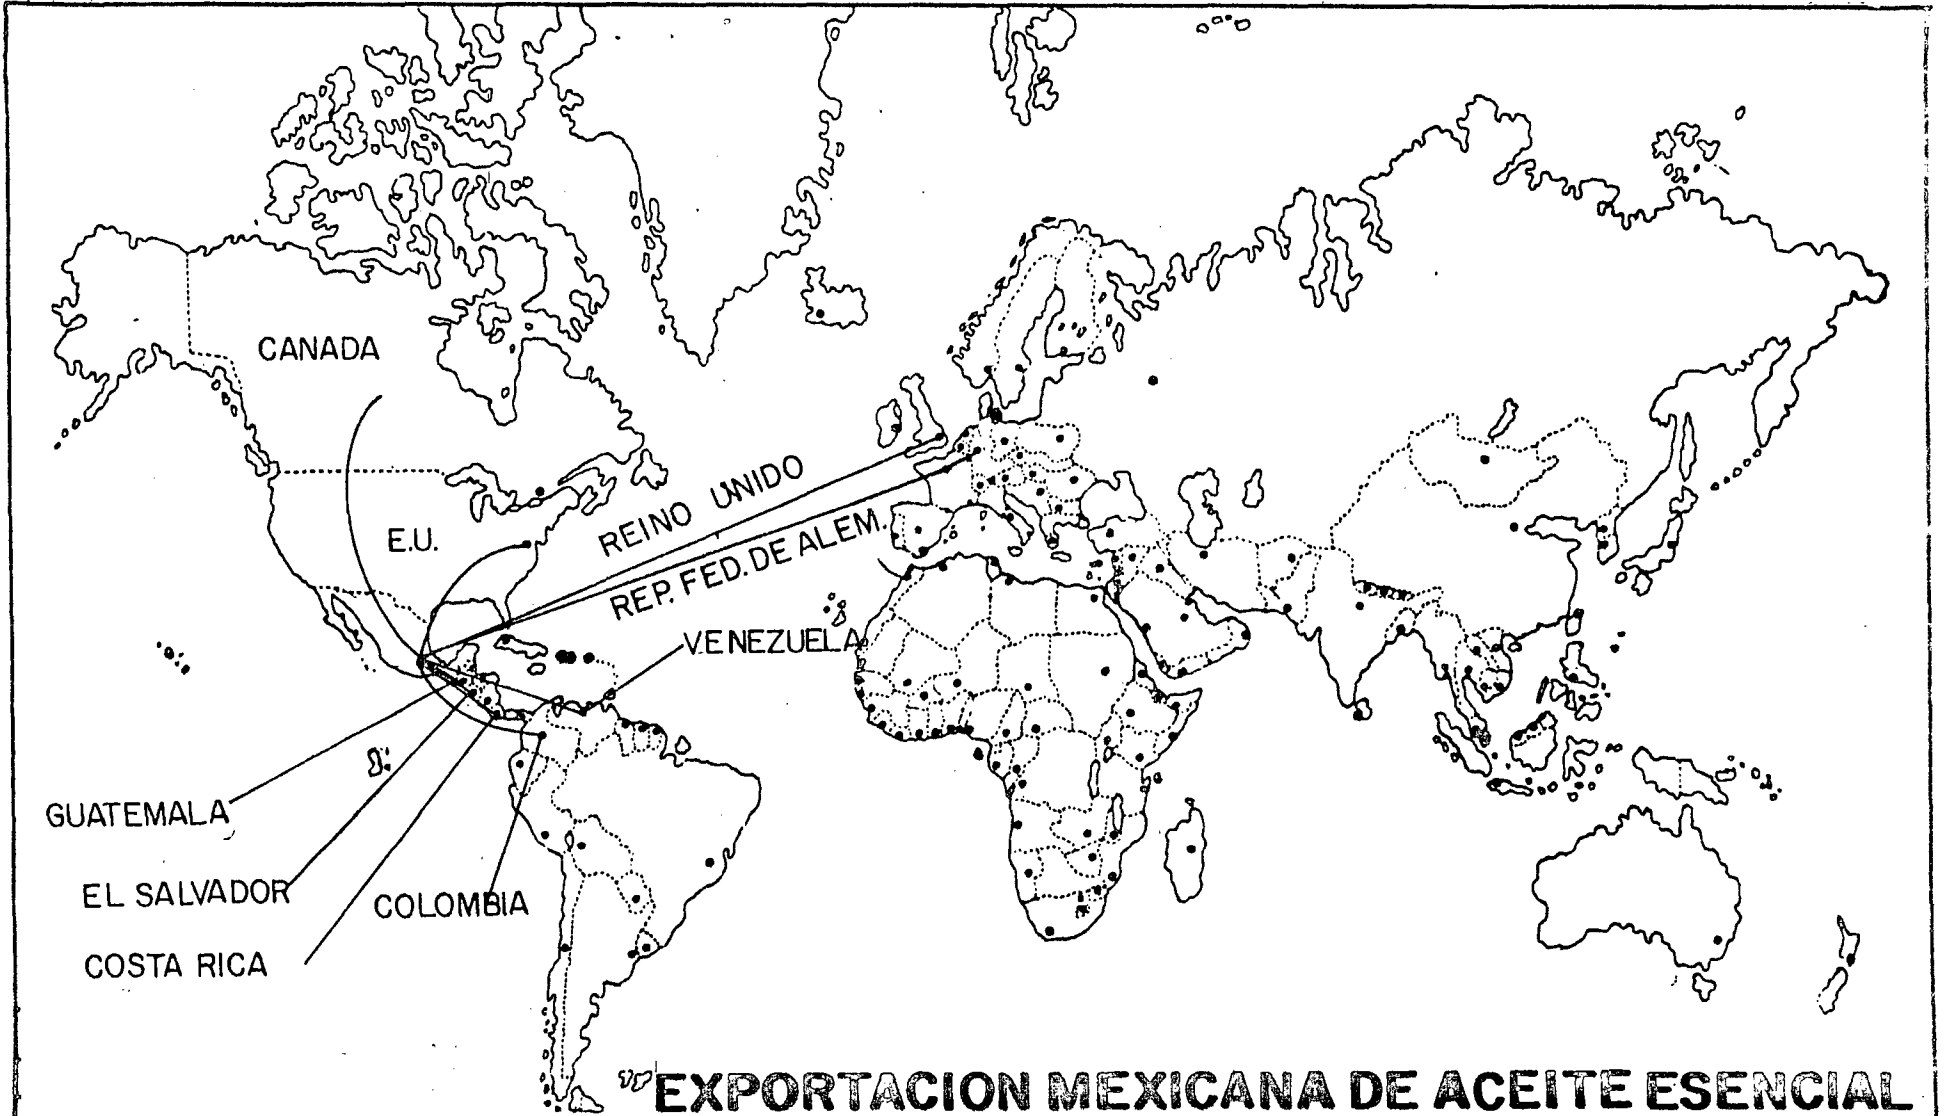 CANADA
E.U.
REINO UNIDO
REP. FED. DE ALEM.
VENEZUELA
GUATEMALA
EL SALVADOR
COLOMBIA
COSTA RICA
EXPORTACION MEXICANA DE ACEITE ESENCIAL